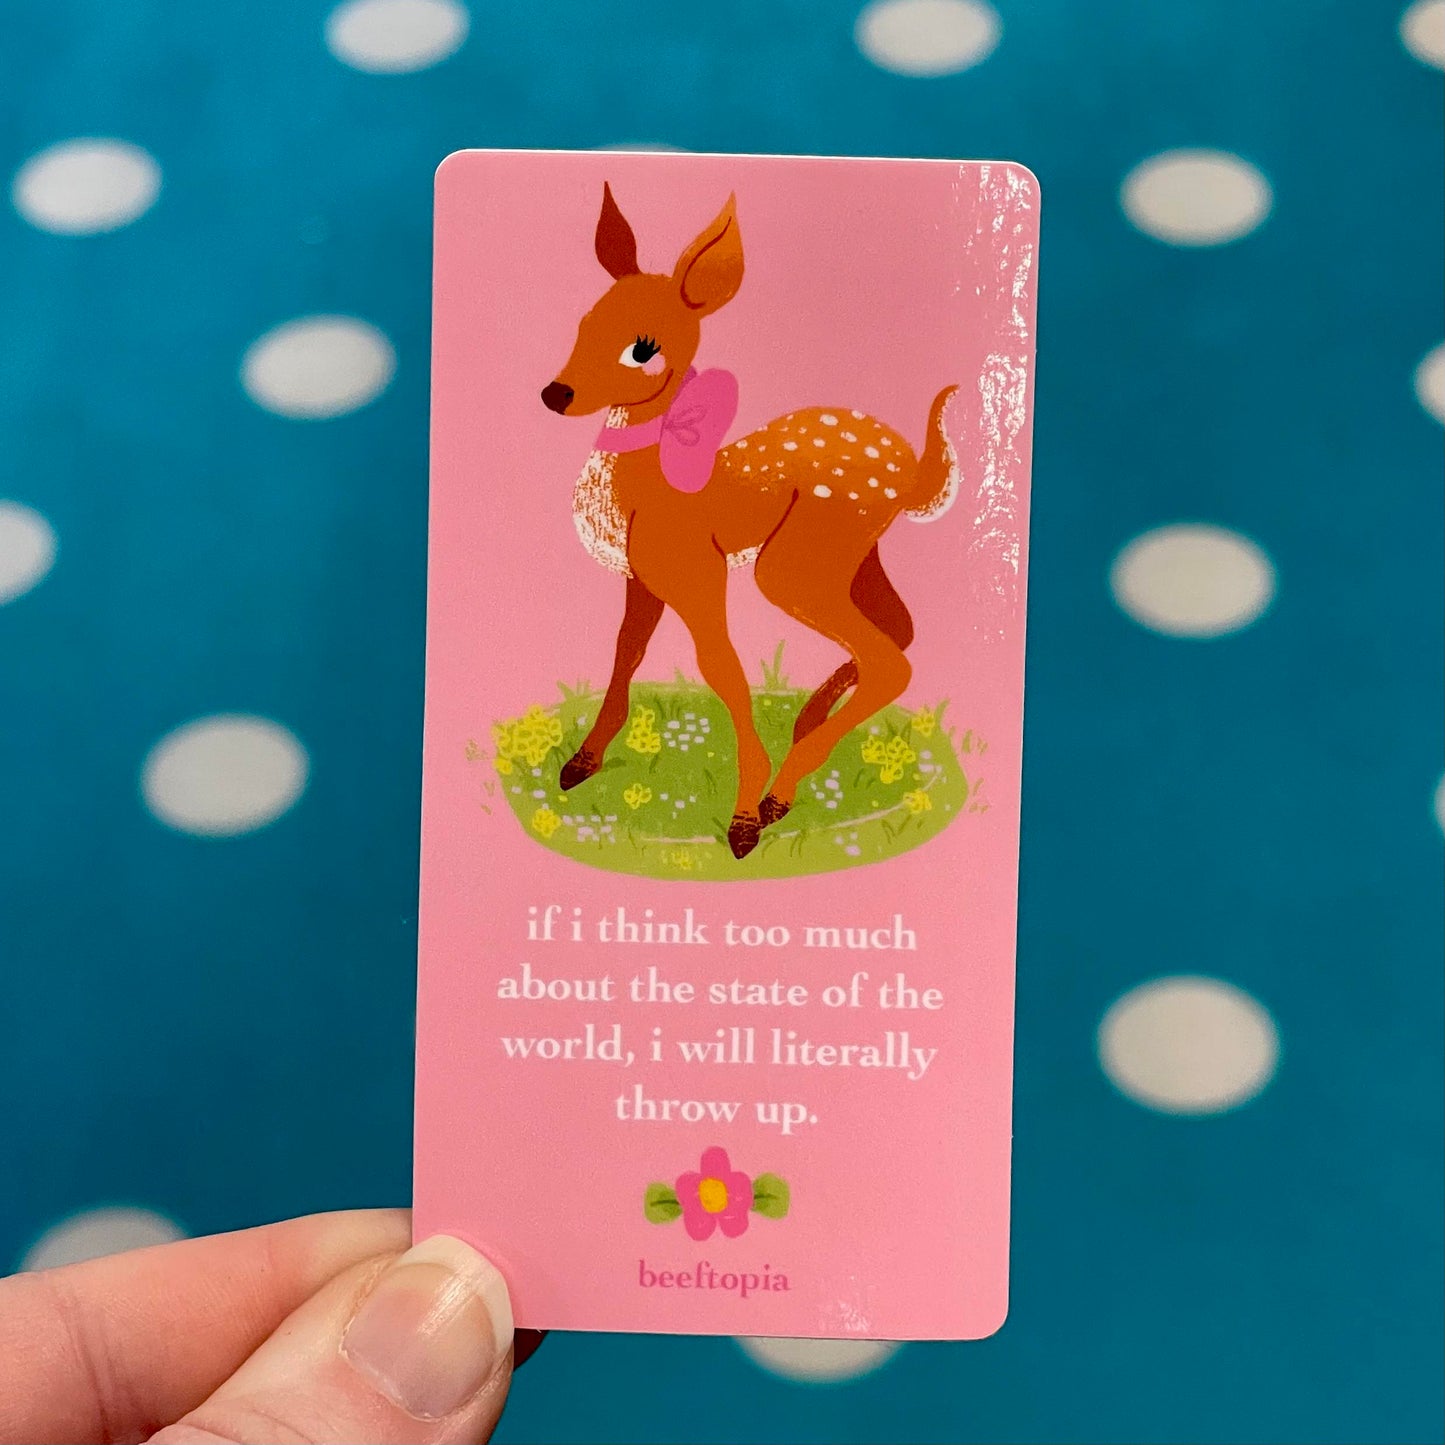 if i think too much
about the state of the
world, i will literally
throw up.
beeftopia